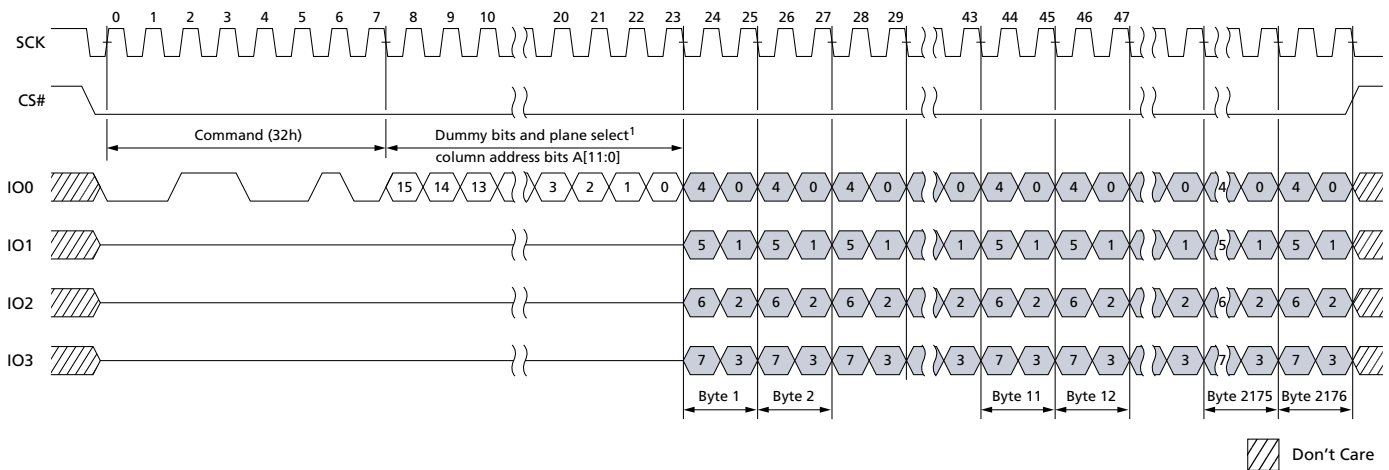 0 1 2 3 4 5 6 7 8 9 10 20 21 22 23 24 25 26 27 28 29 43 44 45 46 47
SCK
CS#
Command (32h) Dummy bits and plane select1
column address bits A[11:0]
IO0 15 14 13 3 2 1 0 4 0 4 0 4 0 0 4 0 4 0 0 4 0 4 0
IO1 5 1 5 1 5 1 1 5 1 5 1 1 5 1 5 1
IO2 6 2 6 2 6 2 2 6 2 6 2 2 6 2 6 2
IO3 7 3 7 3 7 3 3 7 3 7 3 3 7 3 7 3
Byte 1 Byte 2 Byte 11 Byte 12 Byte 2175 Byte 2176
Don't Care